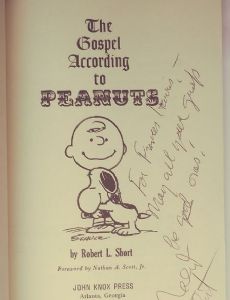 The
Gospel
According
to
PEANUTS
For
May all your griefs
be good ones!
SCHULZ
by Robert L. Short
Foreword by Nathan A. Scott, Jr.
JOHN KNOX PRESS
Atlanta, Georgia